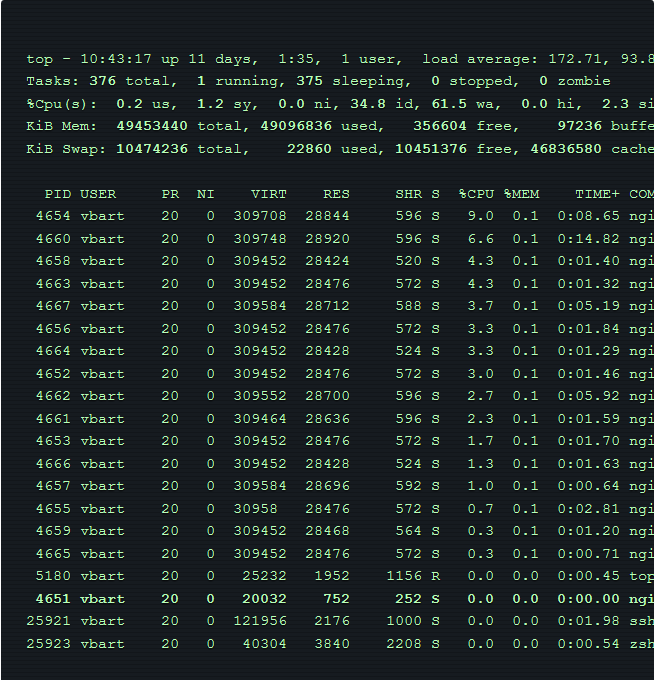 top - 10:43:17 up 11 days,  1:35,  1 user,  load average: 172.71, 93.8
Tasks: 376 total,  1 running, 375 sleeping,  0 stopped,  0 zombie
%Cpu(s):  0.2 us,  1.2 sy,  0.0 ni, 34.8 id, 61.5 wa,  0.0 hi,  2.3 si
KiB Mem:  49453440 total, 49096836 used,   356604 free,    97236 buffe
KiB Swap: 10474236 total,    22860 used, 10451376 free, 46836580 cache
PID USER PR NI VIRT RES SHR S %CPU %MEM TIME+ COM
4654 vbart 20 0 309708 28844 596 S 9.0 0.1 0:08.65 ngi
4660 vbart 20 0 309748 28920 596 S 6.6 0.1 0:14.82 ngi
4658 vbart 20 0 309452 28424 520 S 4.3 0.1 0:01.40 ngi
4663 vbart 20 0 309452 28476 572 S 4.3 0.1 0:01.32 ngi
4667 vbart 20 0 309584 28712 588 S 3.7 0.1 0:05.19 ngi
4656 vbart 20 0 309452 28476 572 S 3.3 0.1 0:01.84 ngi
4664 vbart 20 0 309452 28428 524 S 3.3 0.1 0:01.29 ngi
4652 vbart 20 0 309452 28476 572 S 3.0 0.1 0:01.46 ngi
4662 vbart 20 0 309552 28700 596 S 2.7 0.1 0:05.92 ngi
4661 vbart 20 0 309464 28636 596 S 2.3 0.1 0:01.59 ngi
4653 vbart 20 0 309452 28476 572 S 1.7 0.1 0:01.70 ngi
4666 vbart 20 0 309452 28428 524 S 1.3 0.1 0:01.63 ngi
4657 vbart 20 0 309584 28696 592 S 1.0 0.1 0:00.64 ngi
4655 vbart 20 0 30958 28476 572 S 0.7 0.1 0:02.81 ngi
4659 vbart 20 0 309452 28468 564 S 0.3 0.1 0:01.20 ngi
4665 vbart 20 0 309452 28476 572 S 0.3 0.1 0:00.71 ngi
5180 vbart 20 0 25232 1952 1156 R 0.0 0.0 0:00.45 top
4651 vbart 20 0 20032 752 252 S 0.0 0.0 0:00.00 ngi
25921 vbart 20 0 121956 2176 1000 S 0.0 0.0 0:01.98 ssh
25923 vbart 20 0 40304 3840 2208 S 0.0 0.0 0:00.54 zsh